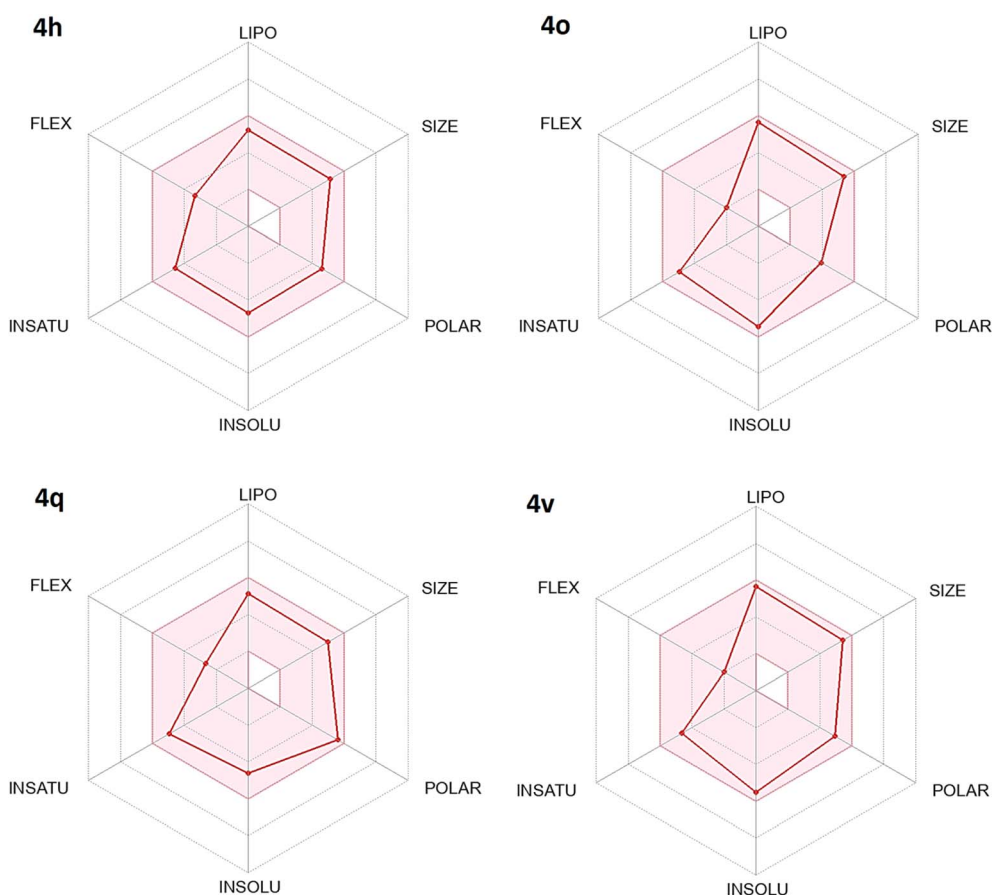 4h
LIPO
FLEX
SIZE
INSATU
POLAR
INSOLU
4o
LIPO
FLEX
SIZE
INSATU
POLAR
INSOLU
4q
LIPO
FLEX
SIZE
INSATU
POLAR
INSOLU
4v
LIPO
FLEX
SIZE
INSATU
POLAR
INSOLU